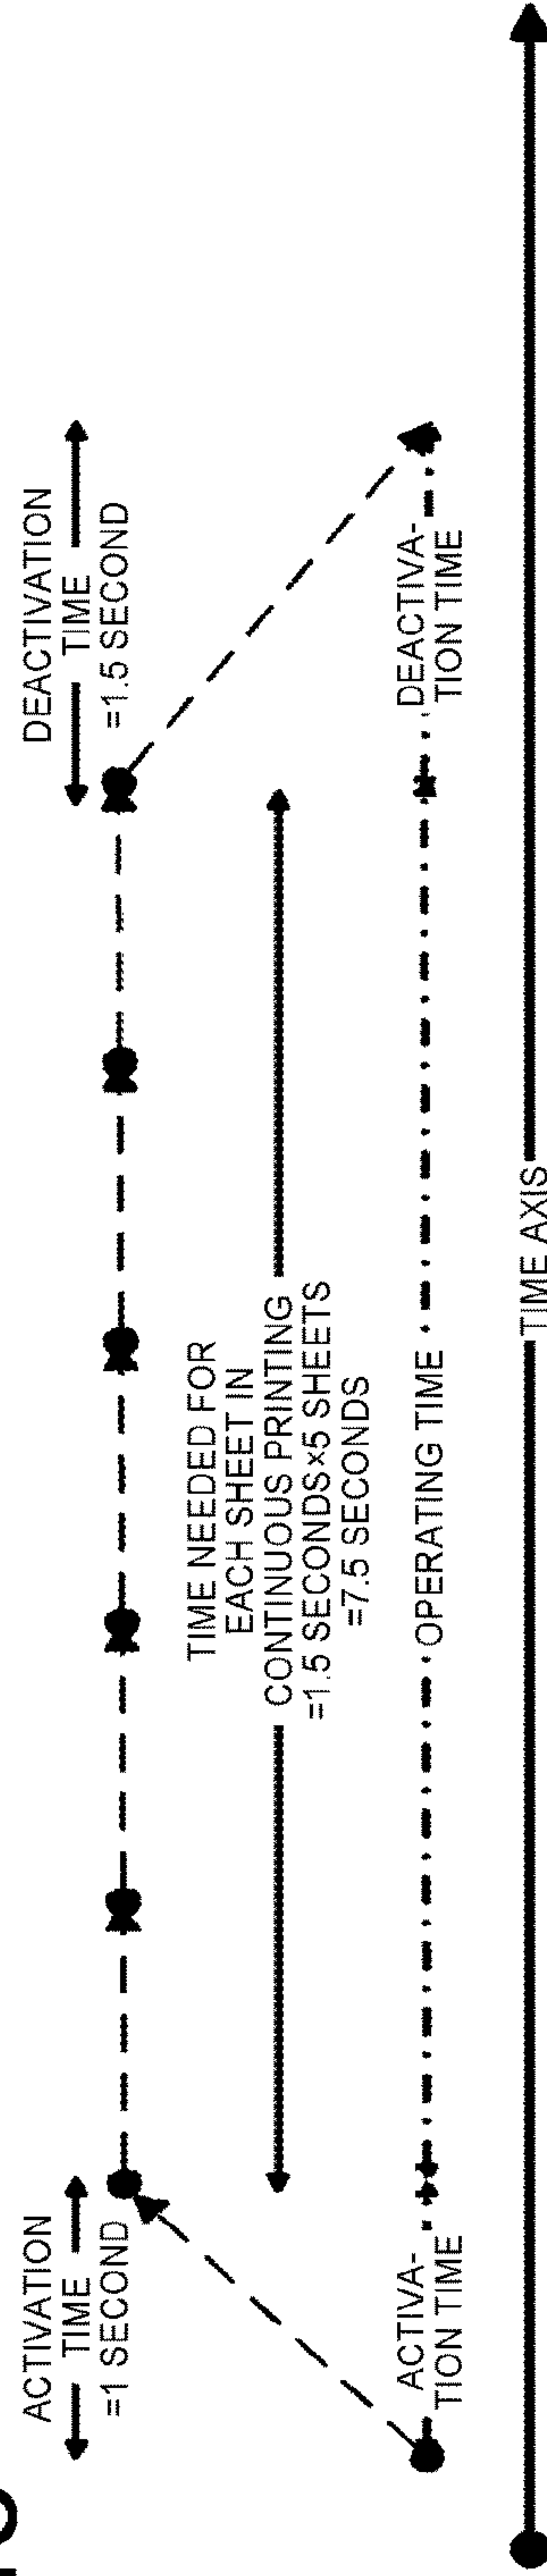 ACTIVATION
TIME
=1 SECOND
DEACTIVATION
TIME
=1.5 SECOND
TIME NEEDED FOR
EACH SHEET IN
CONTINUOUS PRINTING
=1.5 SECONDS×5 SHEETS
=7.5 SECONDS
ACTIVA-
TION TIME
OPERATING TIME
DEACTIVA-
TION TIME
TIME AXIS